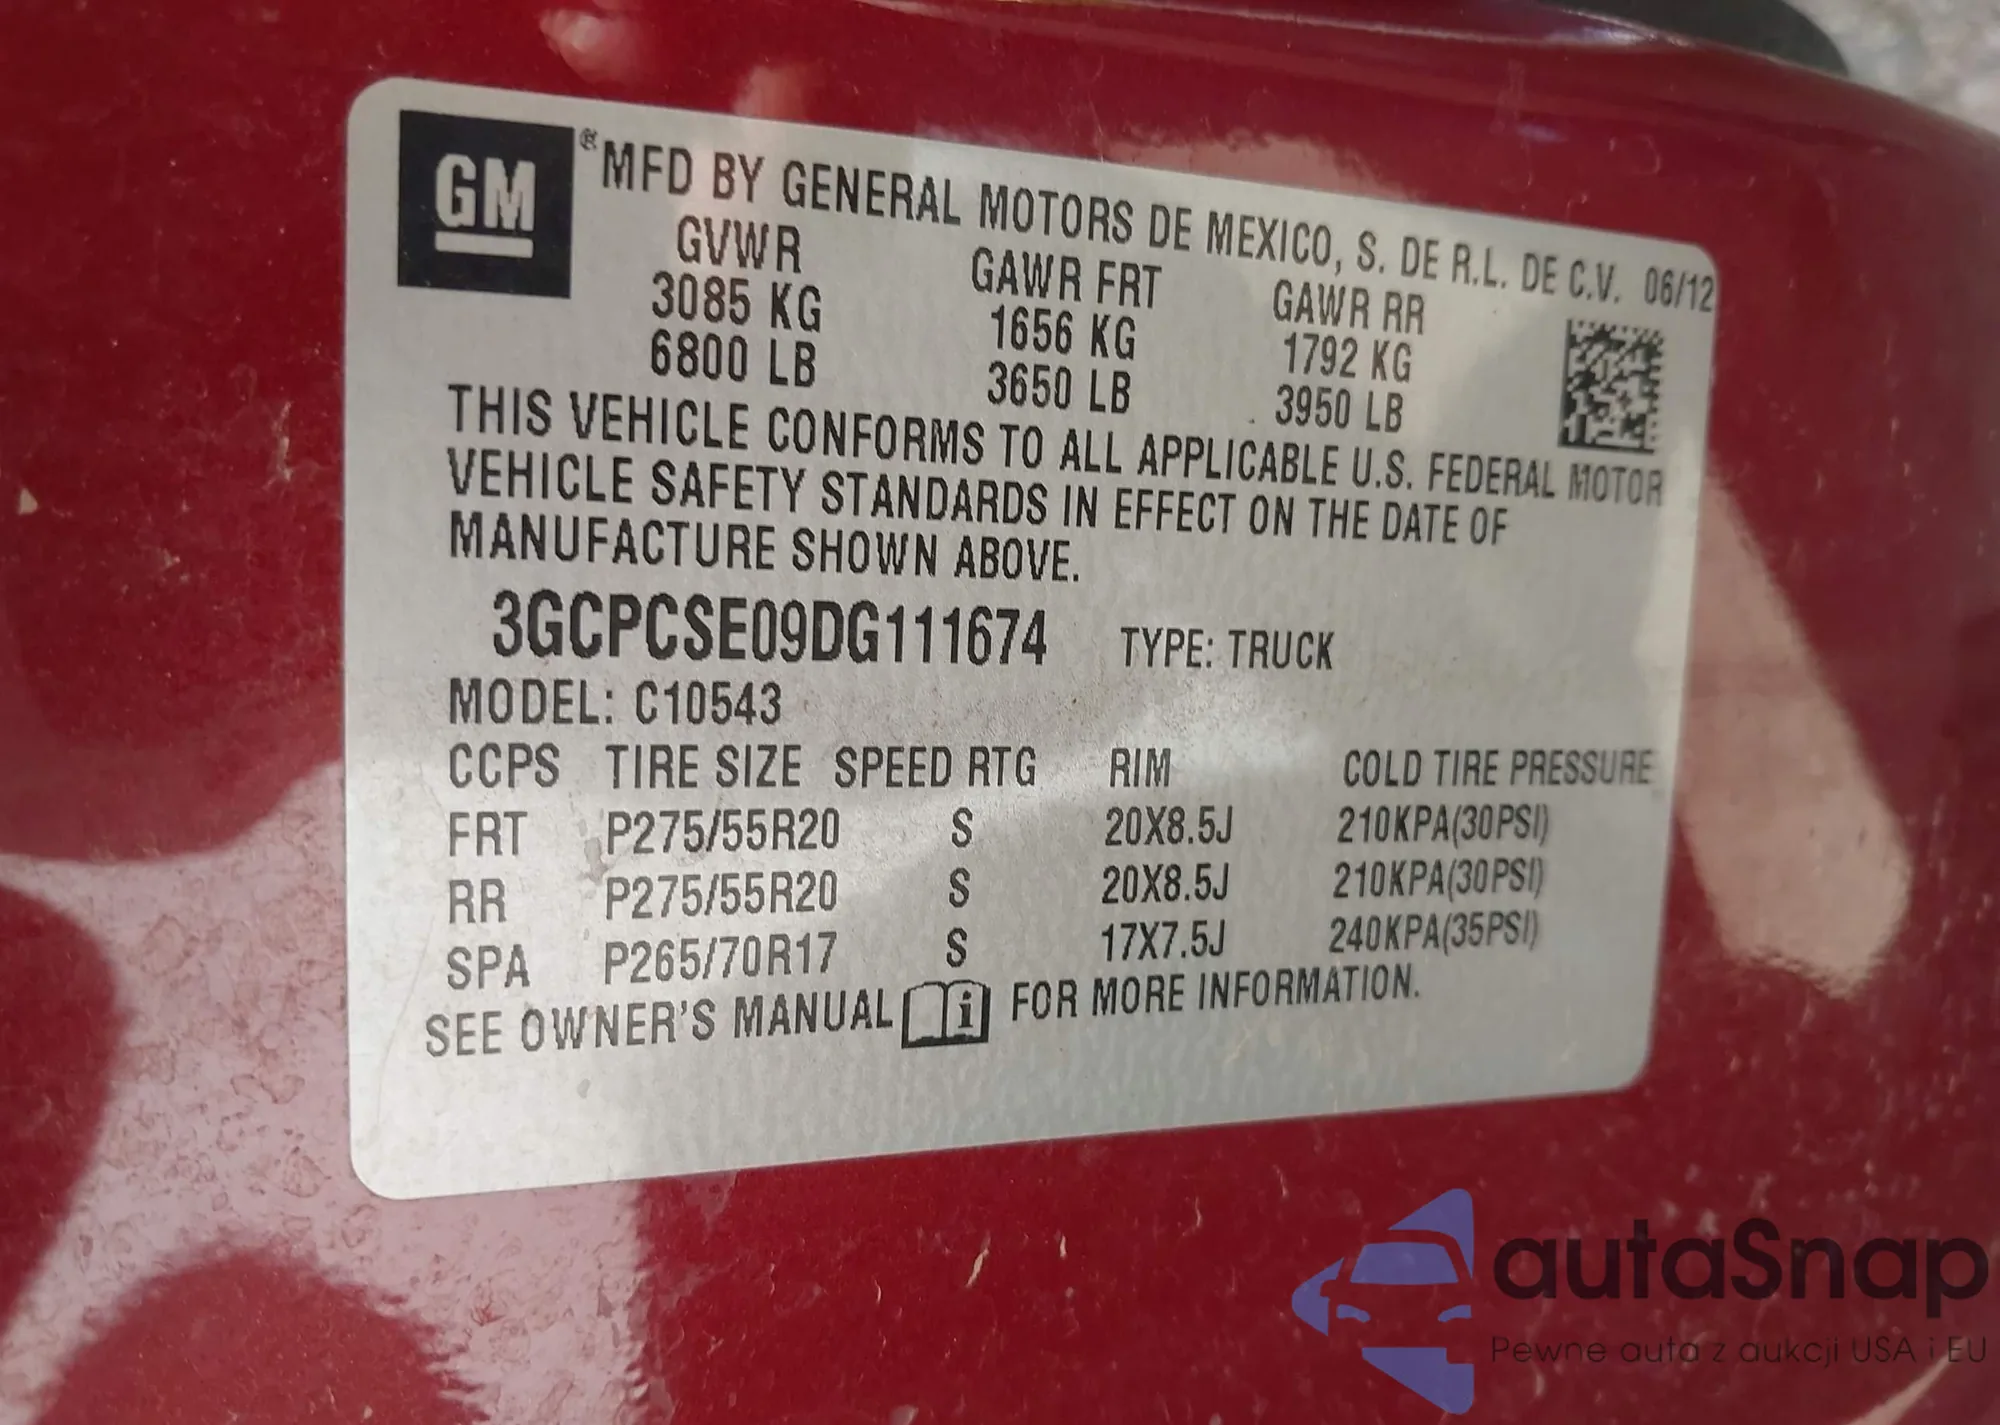 GM ® MFD BY GENERAL MOTORS DE MEXICO, S. DE R.L. DE C.V. 06/12
GVWR GAWR FRT GAWR RR
3085 KG 1656 KG 1792 KG
6800 LB 3650 LB 3950 LB
THIS VEHICLE CONFORMS TO ALL APPLICABLE U.S. FEDERAL MOTOR
VEHICLE SAFETY STANDARDS IN EFFECT ON THE DATE OF
MANUFACTURE SHOWN ABOVE.
3GCPCSE09DG111674 TYPE: TRUCK
MODEL: C10543
CCPS TIRE SIZE SPEED RTG RIM COLD TIRE PRESSURE
FRT P275/55R20 S 20X8.5J 210KPA(30PSI)
RR P275/55R20 S 20X8.5J 210KPA(30PSI)
SPA P265/70R17 S 17X7.5J 240KPA(35PSI)
SEE OWNER'S MANUAL i FOR MORE INFORMATION.
autaSnap
Pewne auta z aukcji USA i EU